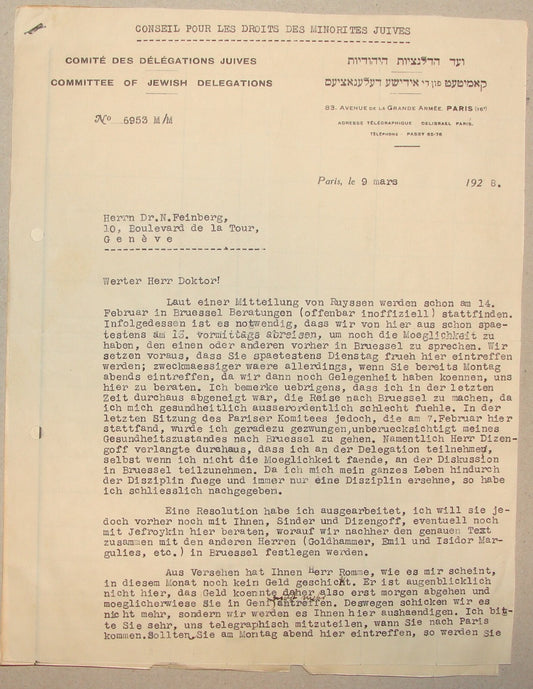 CONSEIL POUR LES DROITS DES MINORITES JUIVES
COMITÉ DES DÉLÉGATIONS JUIVES
COMMITTEE OF JEWISH DELEGATIONS
ועד הדלגציות היהודיות
קאמיטעט פון די אידישע דעלעגאציעס
83, AVENUE DE LA GRANDE ARMÉE, PARIS (16e)
ADRESSE TÉLÉGRAPHIQUE DELISRAEL PARIS.
TÉLÉPHONE PASSY 85-76
No 6953 M/M
Paris, le 9 mars 1928.
Herrn Dr.N.Feinberg,
10, Boulevard de la Tour,
Genève
Werter Herr Doktor!
Laut einer Mitteilung von Ruyssen werden schon am 14.
Februar in Bruessel Beratungen (offenbar inoffiziell) stattfinden.
Infolgedessen ist es notwendig, dass wir von hier aus schon spae-
testens am 13. vormittags abreisen, um noch die Moeglichkeit zu
haben, den einen oder anderen vorher in Bruessel zu sprechen. Wir
setzen voraus, dass Sie spaetestens Dienstag frueh hier eintreffen
werden; zweckmaessiger waere allerdings, wenn Sie bereits Montag
abends eintreffen, da wir dann noch Gelegenheit haben koennen, uns
hier zu beraten. Ich bemerke uebrigens, dass ich in der letzten
Zeit durchaus abgeneigt war, die Reise nach Bruessel zu machen, da
ich mich gesundheitlich ausserordentlich schlecht fuehle. In der
letzten Sitzung des Pariser Komitees jedoch, die am 7.Februar hier
stattfand, wurde ich geradezu gezwungen,unberuecksichtigt meines
Gesundheitszustandes nach Bruessel zu gehen. Namentlich Herr Dizen-
goff verlangte durchaus, dass ich an der Delegation teilnehmen,
selbst wenn ich nicht die Moeglichkeit faende, an der Diskussion
in Bruessel teilzunehmen. Da ich mich mein ganzes Leben hindurch
der Disziplin fuege und immer nur eine Disziplin ersehne, so habe
ich schliesslich nachgegeben.
Eine Resolution habe ich ausgearbeitet, ich will sie je-
doch vorher noch mit Ihnen, Sinder und Dizengoff, eventuell noch
mit Jefroykin hier beraten, worauf wir nachher den genauen Text
zusammen mit den anderen Herren (Goldhammer, Emil und Isidor Mar-
gulies, etc.) in Bruessel festlegen werden.
Aus Versehen hat Ihnen Herr Romme, wie es mir scheint,
in diesem Monat noch kein Geld geschickt. Er ist augenblicklich
nicht hier, das Geld koennte daher also erst morgen abgehen und
moeglicherwiese Sie in Genf antreffen. Deswegen schicken wir es
nicht mehr, sondern wir werden es Ihnen hier aushaendigen. Ich bit-
te Sie sehr, uns telegraphisch mitzuteilen, wann Sie nach Paris
kommen.Sollten Sie am Montag abend hier eintreffen, so werden Sie